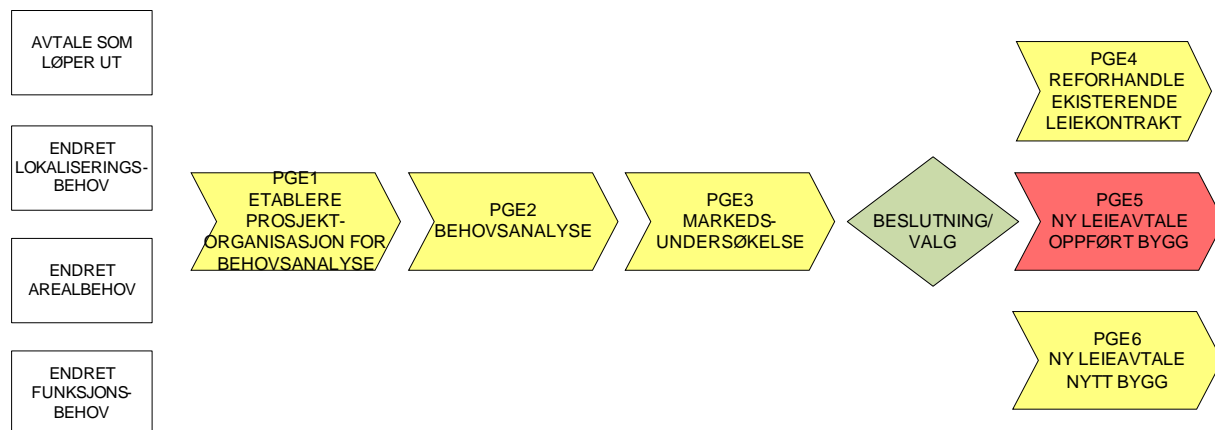 AVTALE SOM
LØPER UT
ENDRET
LOKALISERINGS-
BEHOV
ENDRET
AREALBEHOV
ENDRET
FUNKSJONS-
BEHOV
PGE1
ETABLERE
PROSJEKT-
ORGANISASJON FOR
BEHOVSANALYSE
PGE2
BEHOVSANALYSE
PGE3
MARKEDS-
UNDERSØKELSE
BESLUTNING/
VALG
PGE4
REFORHANDLE
EKISTERENDE
LEIEKONTRAKT
PGE5
NY LEIEAVTALE
OPPFØRT BYGG
PGE6
NY LEIEAVTALE
NYTT BYGG